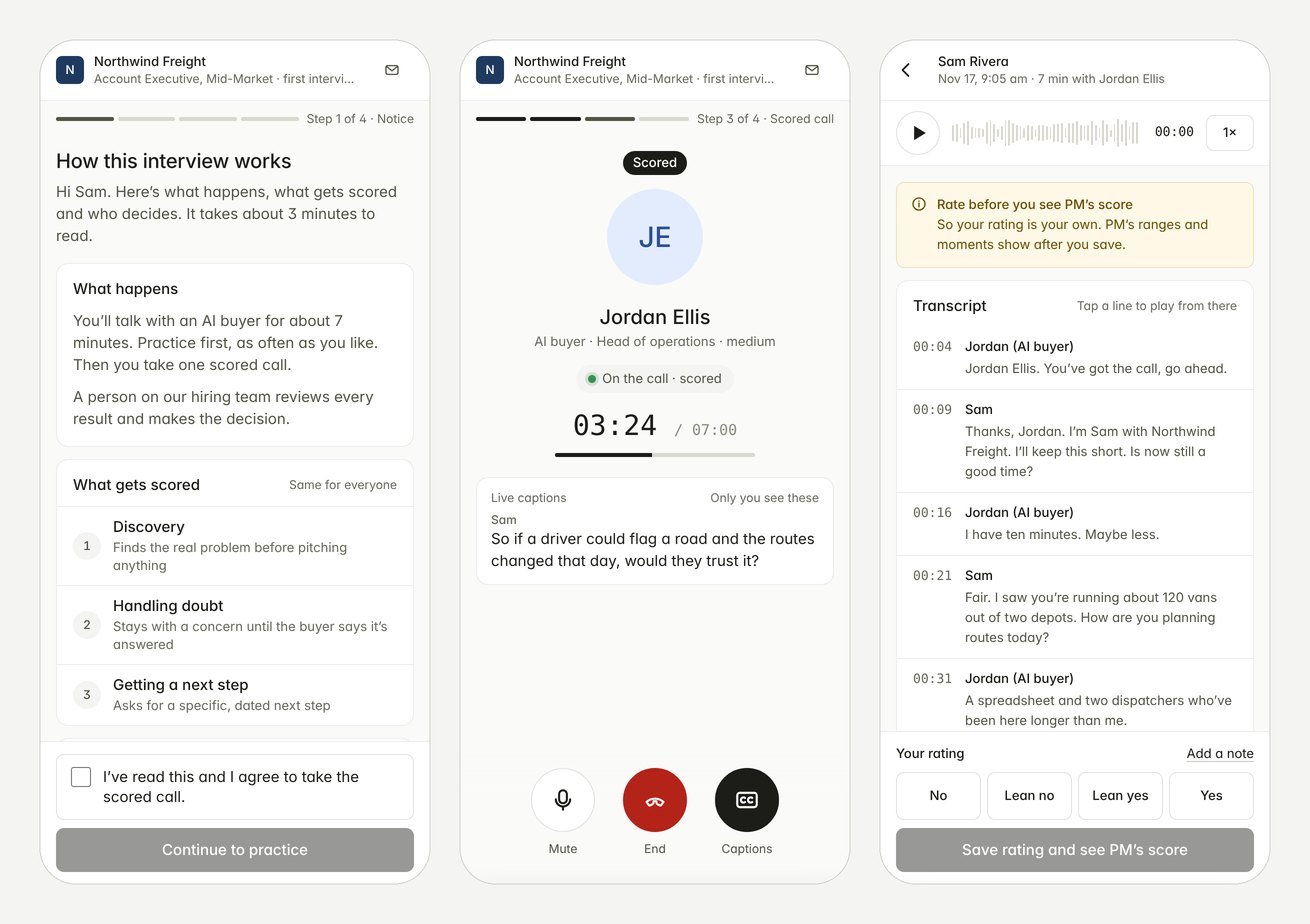 N
Northwind Freight
Account Executive, Mid-Market · first intervi...
Step 1 of 4 · Notice
How this interview works
Hi Sam. Here’s what happens, what gets scored
and who decides. It takes about 3 minutes to
read.
What happens
You’ll talk with an AI buyer for about 7
minutes. Practice first, as often as you like.
Then you take one scored call.
A person on our hiring team reviews every
result and makes the decision.
What gets scored
Same for everyone
1
Discovery
Finds the real problem before pitching
anything
2
Handling doubt
Stays with a concern until the buyer says it’s
answered
3
Getting a next step
Asks for a specific, dated next step
I’ve read this and I agree to take the
scored call.
Continue to practice
N
Northwind Freight
Account Executive, Mid-Market · first intervi...
Step 3 of 4 · Scored call
Scored
JE
Jordan Ellis
AI buyer · Head of operations · medium
On the call · scored
03:24 / 07:00
Live captions
Only you see these
Sam
So if a driver could flag a road and the routes
changed that day, would they trust it?
CC
Mute
End
Captions
Sam Rivera
Nov 17, 9:05 am · 7 min with Jordan Ellis
00:00
1×
Rate before you see PM’s score
So your rating is your own. PM’s ranges and
moments show after you save.
Transcript
Tap a line to play from there
00:04 Jordan (AI buyer)
Jordan Ellis. You’ve got the call, go ahead.
00:09 Sam
Thanks, Jordan. I’m Sam with Northwind
Freight. I’ll keep this short. Is now still a
good time?
00:16 Jordan (AI buyer)
I have ten minutes. Maybe less.
00:21 Sam
Fair. I saw you’re running about 120 vans
out of two depots. How are you planning
routes today?
00:31 Jordan (AI buyer)
A spreadsheet and two dispatchers who’ve
been here longer than me.
Your rating
Add a note
No
Lean no
Lean yes
Yes
Save rating and see PM’s score